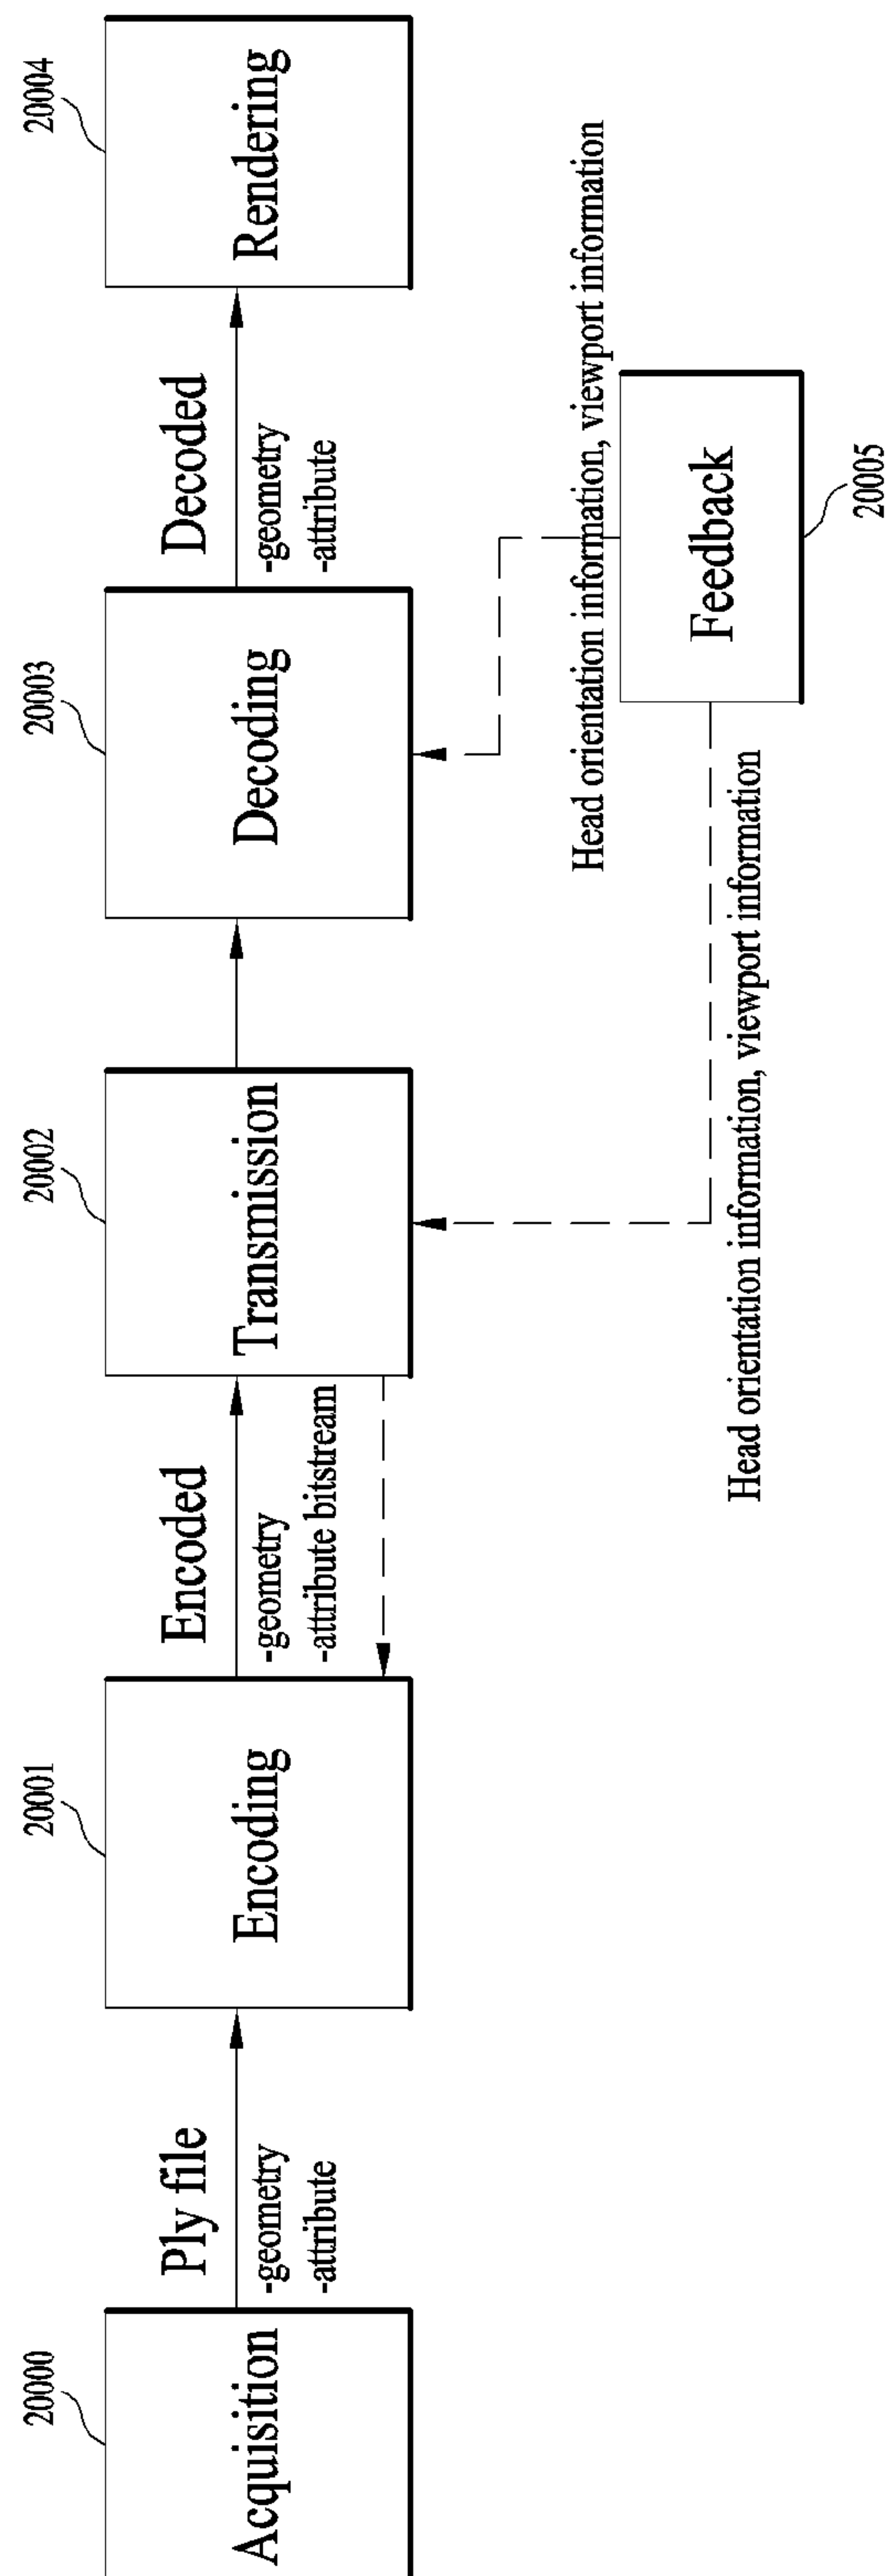 20000
Acquisition
Ply file
-geometry
-attribute
20001
Encoding
Encoded
-geometry
-attribute bitstream
20002
Transmission
20003
Decoding
Decoded
-geometry
-attribute
20004
Rendering
Head orientation information, viewport information
Feedback
20005
Head orientation information, viewport information